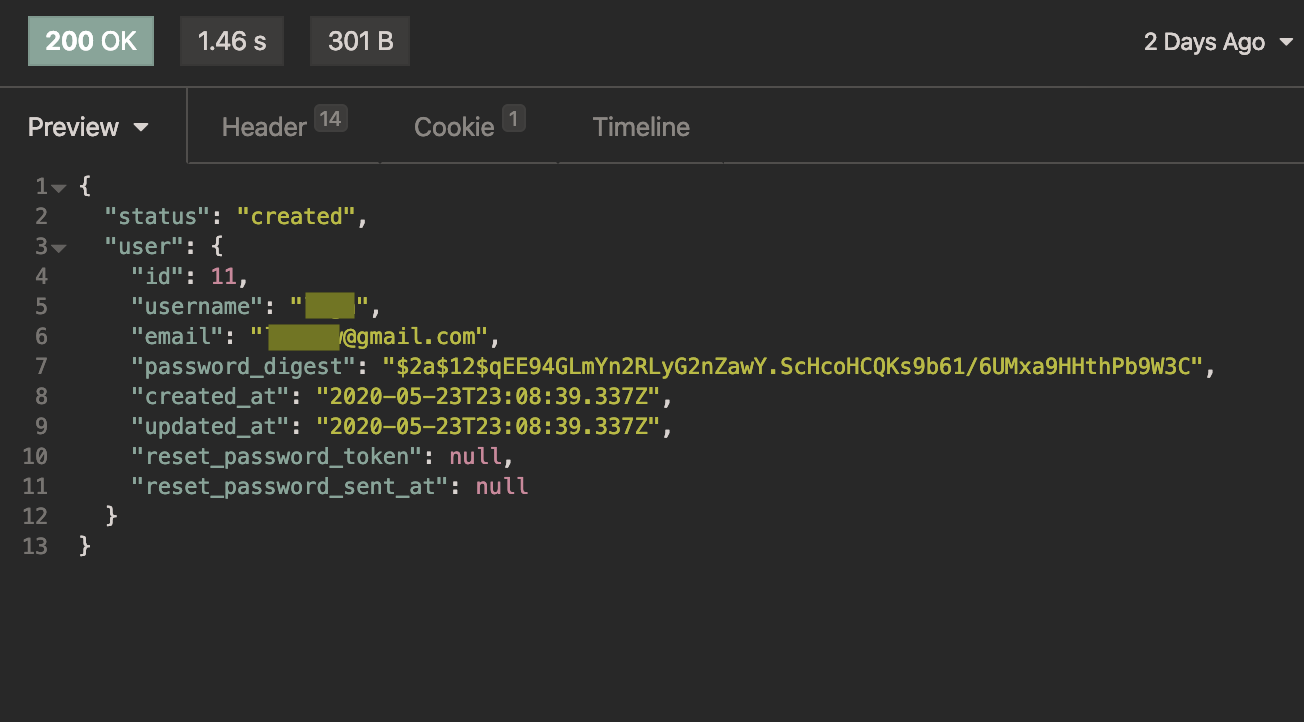 200 OK 1.46 s 301 B 2 Days Ago
Preview Header 14 Cookie 1 Timeline
1 {
2 "status": "created",
3 "user": {
4 "id": 11,
5 "username": "",
6 "email": "@gmail.com",
7 "password_digest": "$2a$12$qEE94GLmYn2RLyG2nZawY.ScHcoHCQKs9b61/6UMxa9HHthPb9W3C",
8 "created_at": "2020-05-23T23:08:39.337Z",
9 "updated_at": "2020-05-23T23:08:39.337Z",
10 "reset_password_token": null,
11 "reset_password_sent_at": null
12 }
13 }